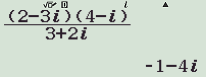 √□ D i ▲
(2-3i)(4-i)
3+2i
-1-4i